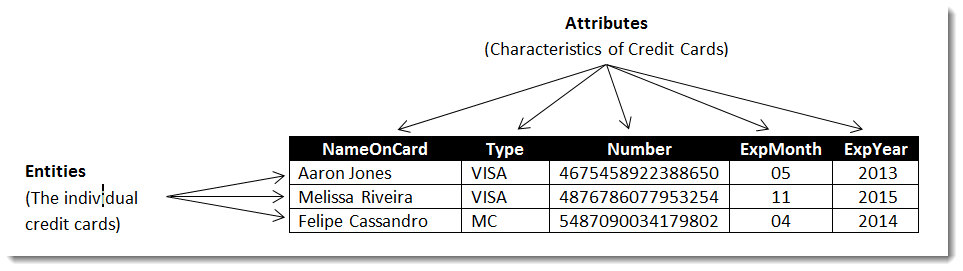 Attributes
(Characteristics of Credit Cards)
NameOnCard Type Number ExpMonth ExpYear
Entities
(The individual
credit cards)
Aaron Jones VISA 4675458922388650 05 2013
Melissa Riveira VISA 4876786077953254 11 2015
Felipe Cassandro MC 5487090034179802 04 2014